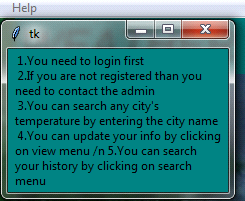 Help
tk
1.You need to login first
2.If you are not registered than you
need to contact the admin
3.You can search any city's
temperature by entering the city name
4.You can update your info by clicking
on view menu /n 5.You can search
your history by clicking on search
menu